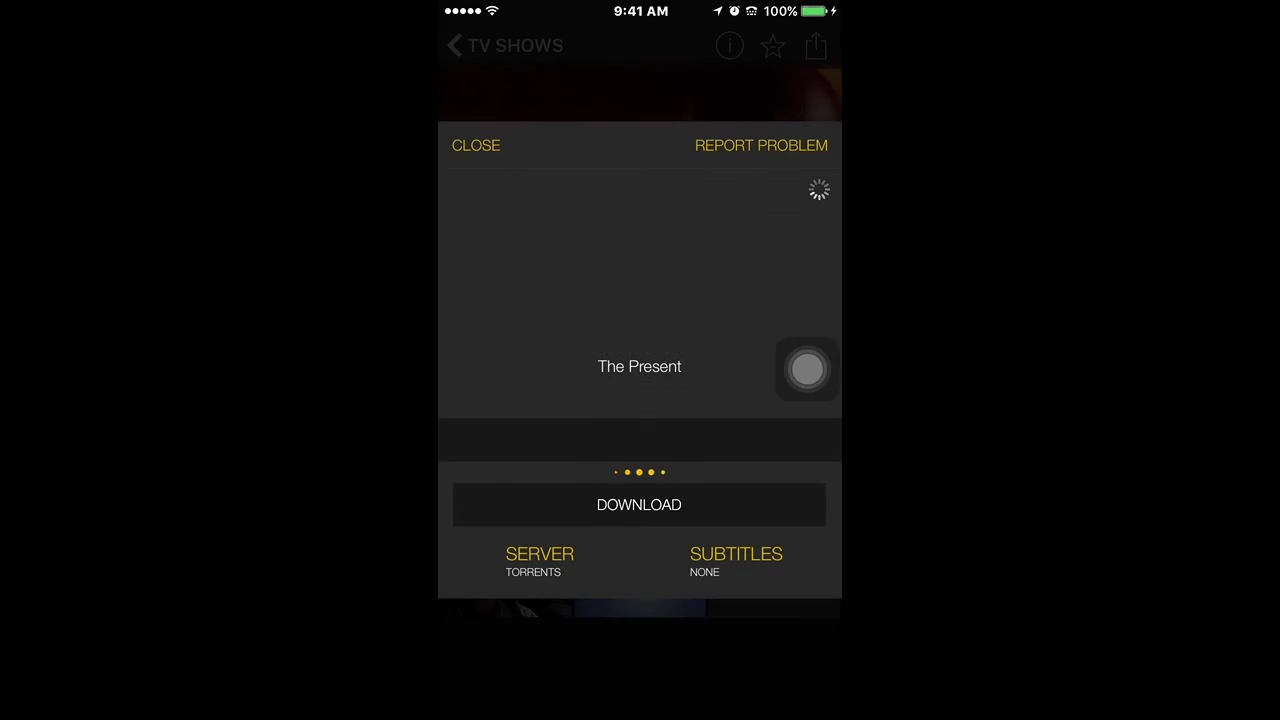 9:41 AM
100%
TV SHOWS
CLOSE
REPORT PROBLEM
The Present
DOWNLOAD
SERVER
SUBTITLES
TORRENTS
NONE